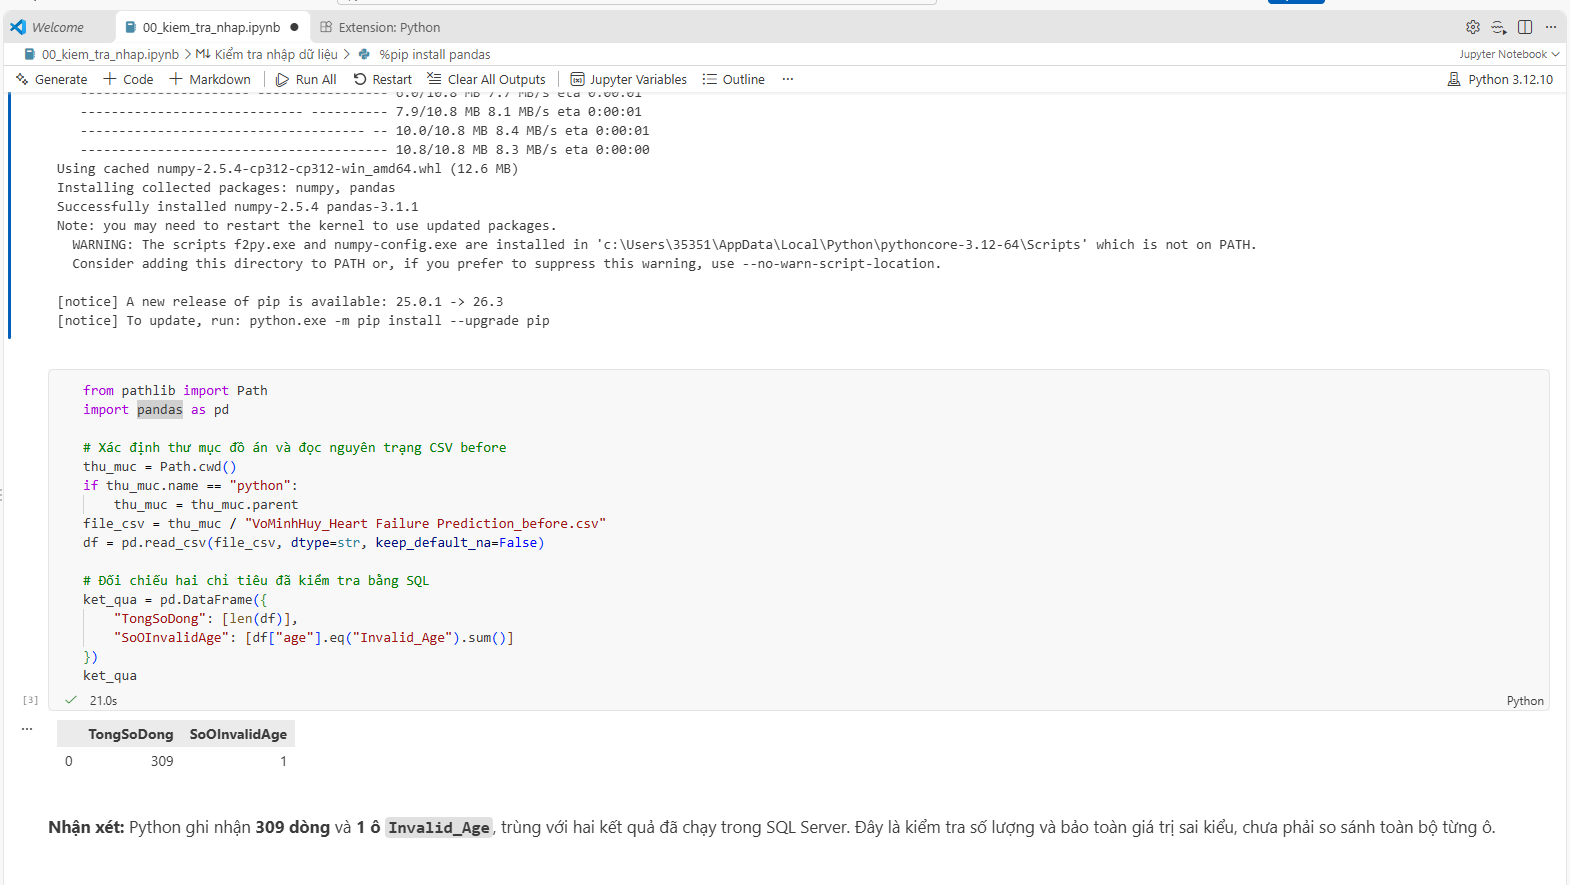 Welcome
00_kiem_tra_nhap.ipynb
Extension: Python
00_kiem_tra_nhap.ipynb > M↓ Kiểm tra nhập dữ liệu > %pip install pandas
Jupyter Notebook
Generate + Code + Markdown Run All Restart Clear All Outputs Jupyter Variables Outline ...
Python 3.12.10
---------------------- ----------------- 6.0/10.8 MB 7.7 MB/s eta 0:00:01
----------------------------- ---------- 7.9/10.8 MB 8.1 MB/s eta 0:00:01
------------------------------------- -- 10.0/10.8 MB 8.4 MB/s eta 0:00:01
---------------------------------------- 10.8/10.8 MB 8.3 MB/s eta 0:00:00
Using cached numpy-2.5.4-cp312-cp312-win_amd64.whl (12.6 MB)
Installing collected packages: numpy, pandas
Successfully installed numpy-2.5.4 pandas-3.1.1
Note: you may need to restart the kernel to use updated packages.
WARNING: The scripts f2py.exe and numpy-config.exe are installed in 'c:\Users\35351\AppData\Local\Python\pythoncore-3.12-64\Scripts' which is not on PATH.
Consider adding this directory to PATH or, if you prefer to suppress this warning, use --no-warn-script-location.
[notice] A new release of pip is available: 25.0.1 -> 26.3
[notice] To update, run: python.exe -m pip install --upgrade pip
from pathlib import Path
import pandas as pd
# Xác định thư mục đồ án và đọc nguyên trạng CSV before
thu_muc = Path.cwd()
if thu_muc.name == "python":
    thu_muc = thu_muc.parent
file_csv = thu_muc / "VoMinhHuy_Heart Failure Prediction_before.csv"
df = pd.read_csv(file_csv, dtype=str, keep_default_na=False)
# Đối chiếu hai chỉ tiêu đã kiểm tra bằng SQL
ket_qua = pd.DataFrame({
    "TongSoDong": [len(df)],
    "SoOInvalidAge": [df["age"].eq("Invalid_Age").sum()]
})
ket_qua
[3] ✓ 21.0s
Python
...
TongSoDong SoOInvalidAge
0 309 1
Nhận xét: Python ghi nhận 309 dòng và 1 ô Invalid_Age, trùng với hai kết quả đã chạy trong SQL Server. Đây là kiểm tra số lượng và bảo toàn giá trị sai kiểu, chưa phải so sánh toàn bộ từng ô.